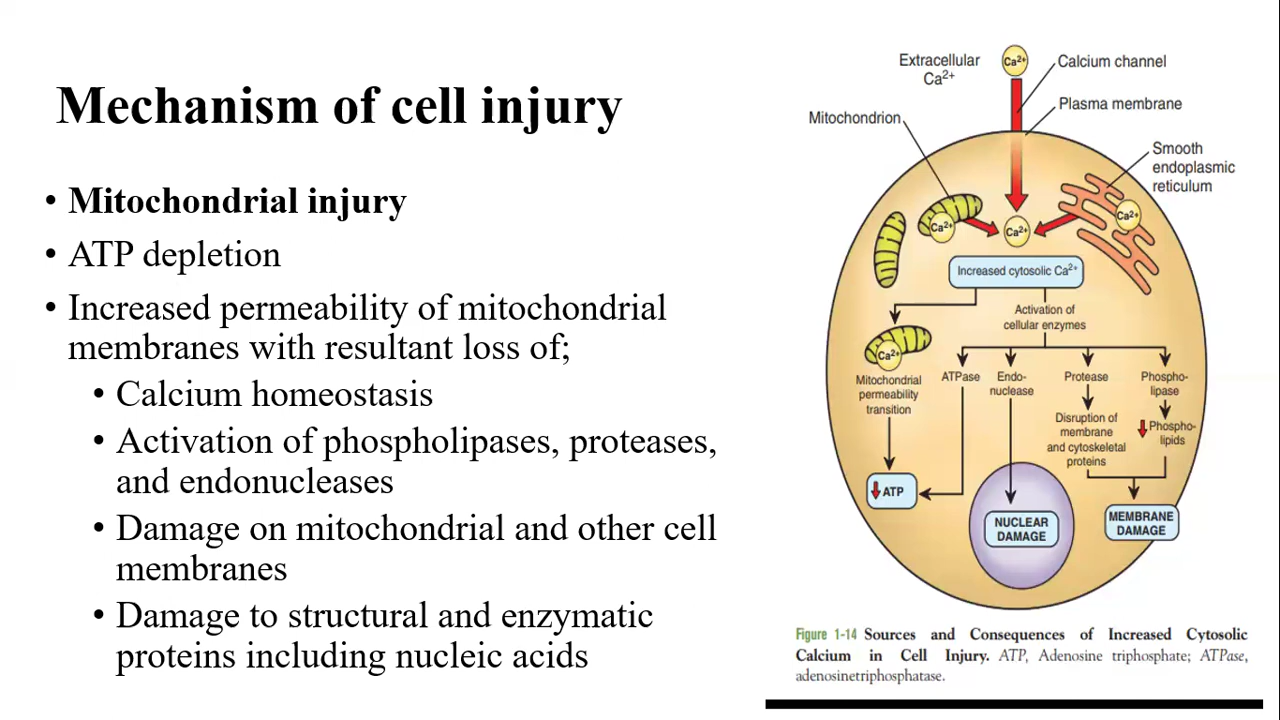 Mechanism of cell injury
• Mitochondrial injury
• ATP depletion
• Increased permeability of mitochondrial
membranes with resultant loss of;
• Calcium homeostasis
• Activation of phospholipases, proteases,
and endonucleases
• Damage on mitochondrial and other cell
membranes
• Damage to structural and enzymatic
proteins including nucleic acids
Extracellular
Ca²⁺
Ca²⁺
Calcium channel
Plasma membrane
Mitochondrion
Smooth
endoplasmic
reticulum
Ca²⁺
Ca²⁺
Ca²⁺
Increased cytosolic Ca²⁺
Activation of
cellular enzymes
Ca²⁺
Mitochondrial
permeability
transition
ATPase
Endo-
nuclease
Protease
Phospho-
lipase
Disruption of
membrane
and cytoskeletal
proteins
Phospho-
lipids
ATP
NUCLEAR
DAMAGE
MEMBRANE
DAMAGE
Figure 1-14 Sources and Consequences of Increased Cytosolic
Calcium in Cell Injury. ATP, Adenosine triphosphate; ATPase,
adenosinetriphosphatase.